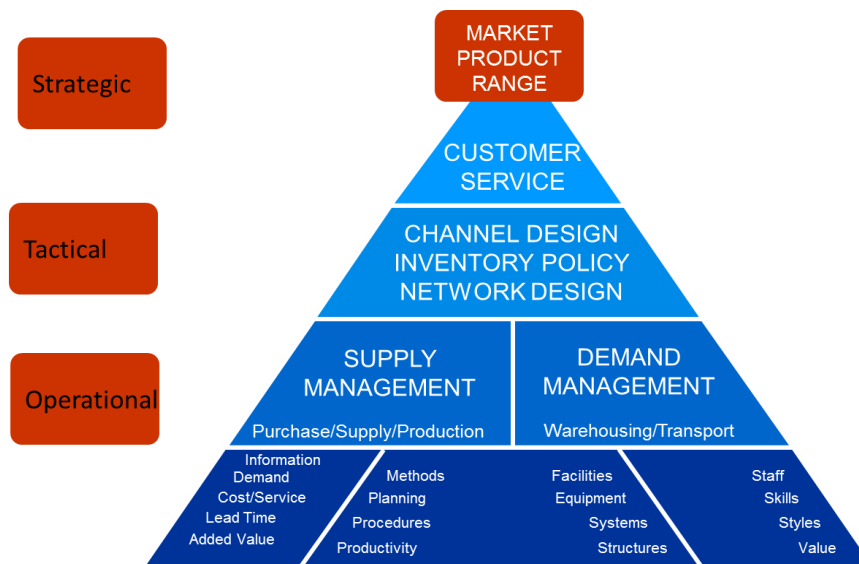 Strategic
MARKET
PRODUCT
RANGE
CUSTOMER
SERVICE
Tactical
CHANNEL DESIGN
INVENTORY POLICY
NETWORK DESIGN
Operational
SUPPLY
MANAGEMENT
Purchase/Supply/Production
DEMAND
MANAGEMENT
Warehousing/Transport
Information
Demand
Cost/Service
Lead Time
Added Value
Methods
Planning
Procedures
Productivity
Facilities
Equipment
Systems
Structures
Staff
Skills
Styles
Value